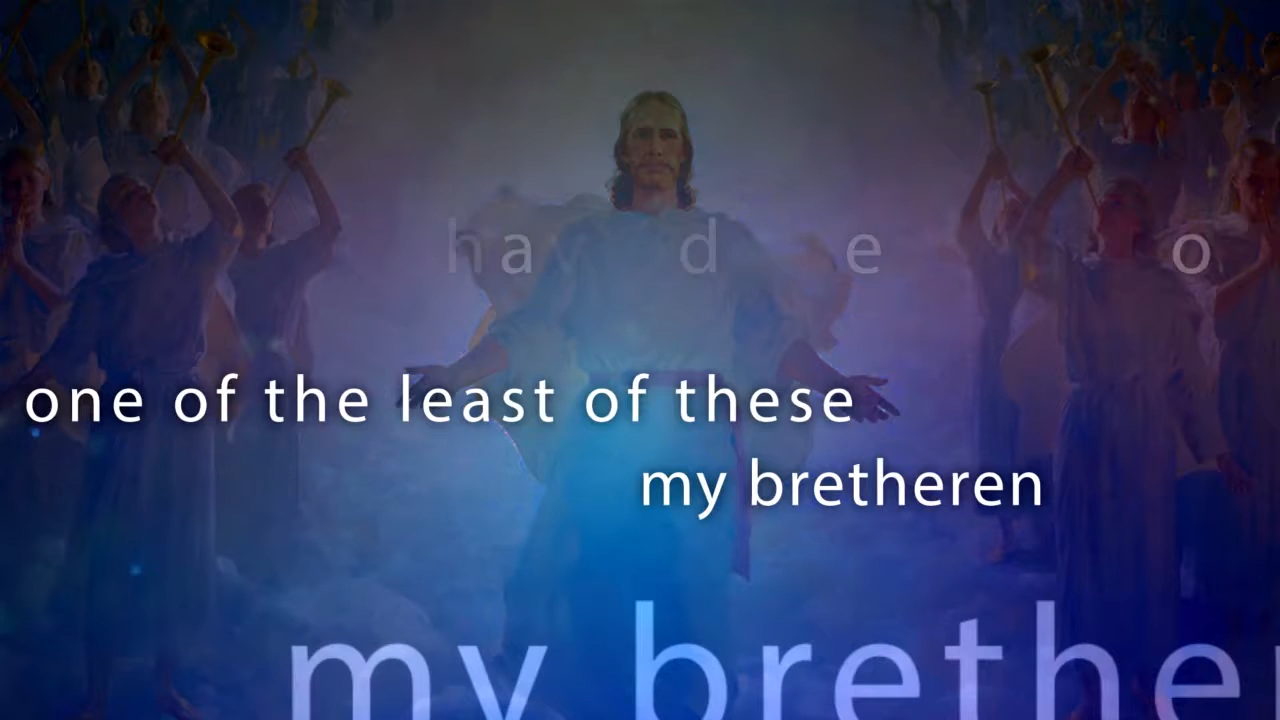 one of the least of these
my bretheren